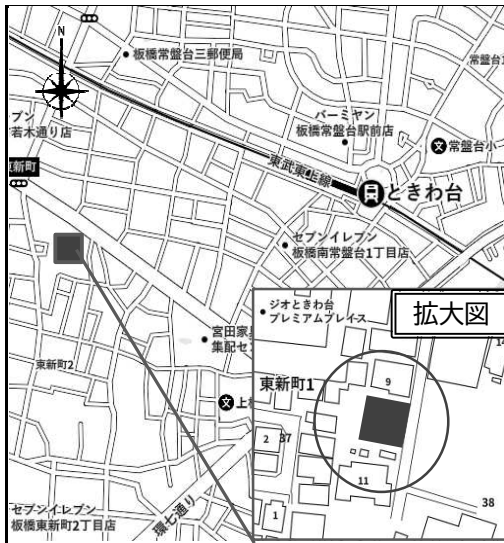 N
板橋常盤台三郵便局
ブン
若木通り店
新町
バーミヤン
板橋常盤台駅前店
文 常盤台小
常盤台
東武東上線
ときわ台
セブンイレブン
板橋南常盤台1丁目店
宮田家具
集配セン
東新町2
文 上板
セブンイレブン
板橋東新町2丁目店
環七通り
拡大図
ジオときわ台
プレミアムプレイス
東新町1
9
2
37
11
1
38
14